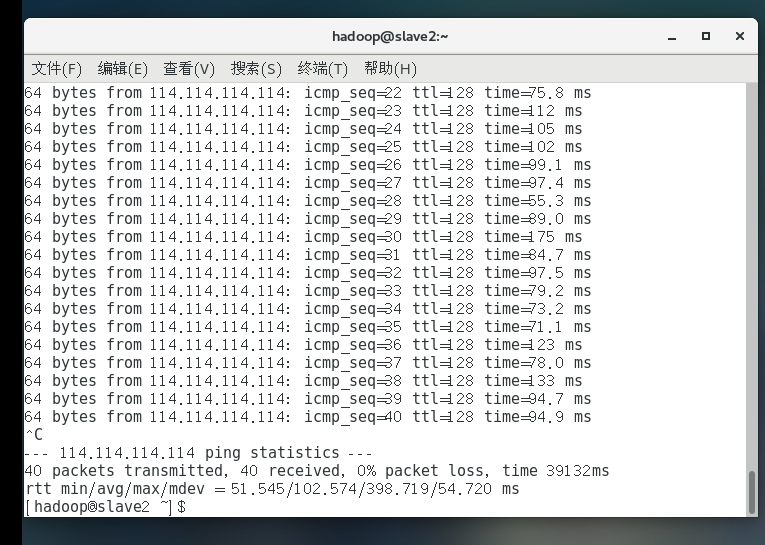 hadoop@slave2:~
文件(F) 编辑(E) 查看(V) 搜索(S) 终端(T) 帮助(H)
64 bytes from 114.114.114.114: icmp_seq=22 ttl=128 time=75.8 ms
64 bytes from 114.114.114.114: icmp_seq=23 ttl=128 time=112 ms
64 bytes from 114.114.114.114: icmp_seq=24 ttl=128 time=105 ms
64 bytes from 114.114.114.114: icmp_seq=25 ttl=128 time=102 ms
64 bytes from 114.114.114.114: icmp_seq=26 ttl=128 time=99.1 ms
64 bytes from 114.114.114.114: icmp_seq=27 ttl=128 time=97.4 ms
64 bytes from 114.114.114.114: icmp_seq=28 ttl=128 time=55.3 ms
64 bytes from 114.114.114.114: icmp_seq=29 ttl=128 time=89.0 ms
64 bytes from 114.114.114.114: icmp_seq=30 ttl=128 time=175 ms
64 bytes from 114.114.114.114: icmp_seq=31 ttl=128 time=84.7 ms
64 bytes from 114.114.114.114: icmp_seq=32 ttl=128 time=97.5 ms
64 bytes from 114.114.114.114: icmp_seq=33 ttl=128 time=79.2 ms
64 bytes from 114.114.114.114: icmp_seq=34 ttl=128 time=73.2 ms
64 bytes from 114.114.114.114: icmp_seq=35 ttl=128 time=71.1 ms
64 bytes from 114.114.114.114: icmp_seq=36 ttl=128 time=123 ms
64 bytes from 114.114.114.114: icmp_seq=37 ttl=128 time=78.0 ms
64 bytes from 114.114.114.114: icmp_seq=38 ttl=128 time=133 ms
64 bytes from 114.114.114.114: icmp_seq=39 ttl=128 time=94.7 ms
64 bytes from 114.114.114.114: icmp_seq=40 ttl=128 time=94.9 ms
^C
--- 114.114.114.114 ping statistics ---
40 packets transmitted, 40 received, 0% packet loss, time 39132ms
rtt min/avg/max/mdev = 51.545/102.574/398.719/54.720 ms
[hadoop@slave2 ~]$